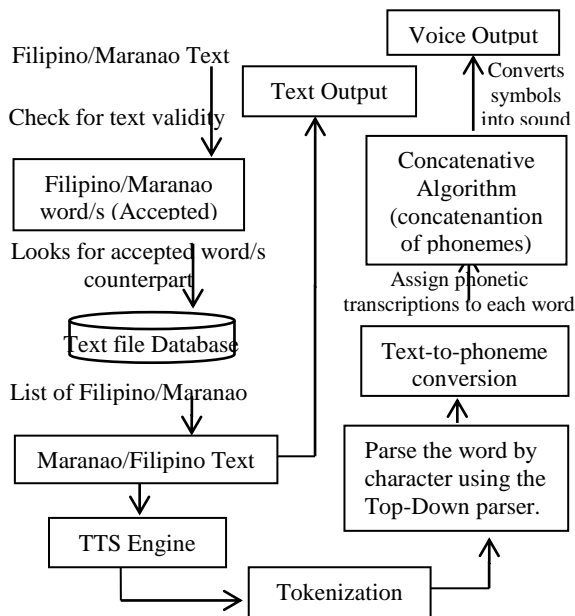 Filipino/Maranao Text
Check for text validity
Filipino/Maranao
word/s (Accepted)
Looks for accepted word/s
counterpart
Text file Database
List of Filipino/Maranao
Maranao/Filipino Text
TTS Engine
Tokenization
Text Output
Parse the word by
character using the
Top-Down parser.
Text-to-phoneme
conversion
Assign phonetic
transcriptions to each word
Concatenative
Algorithm
(concatenantion
of phonemes)
Converts
symbols
into sound
Voice Output